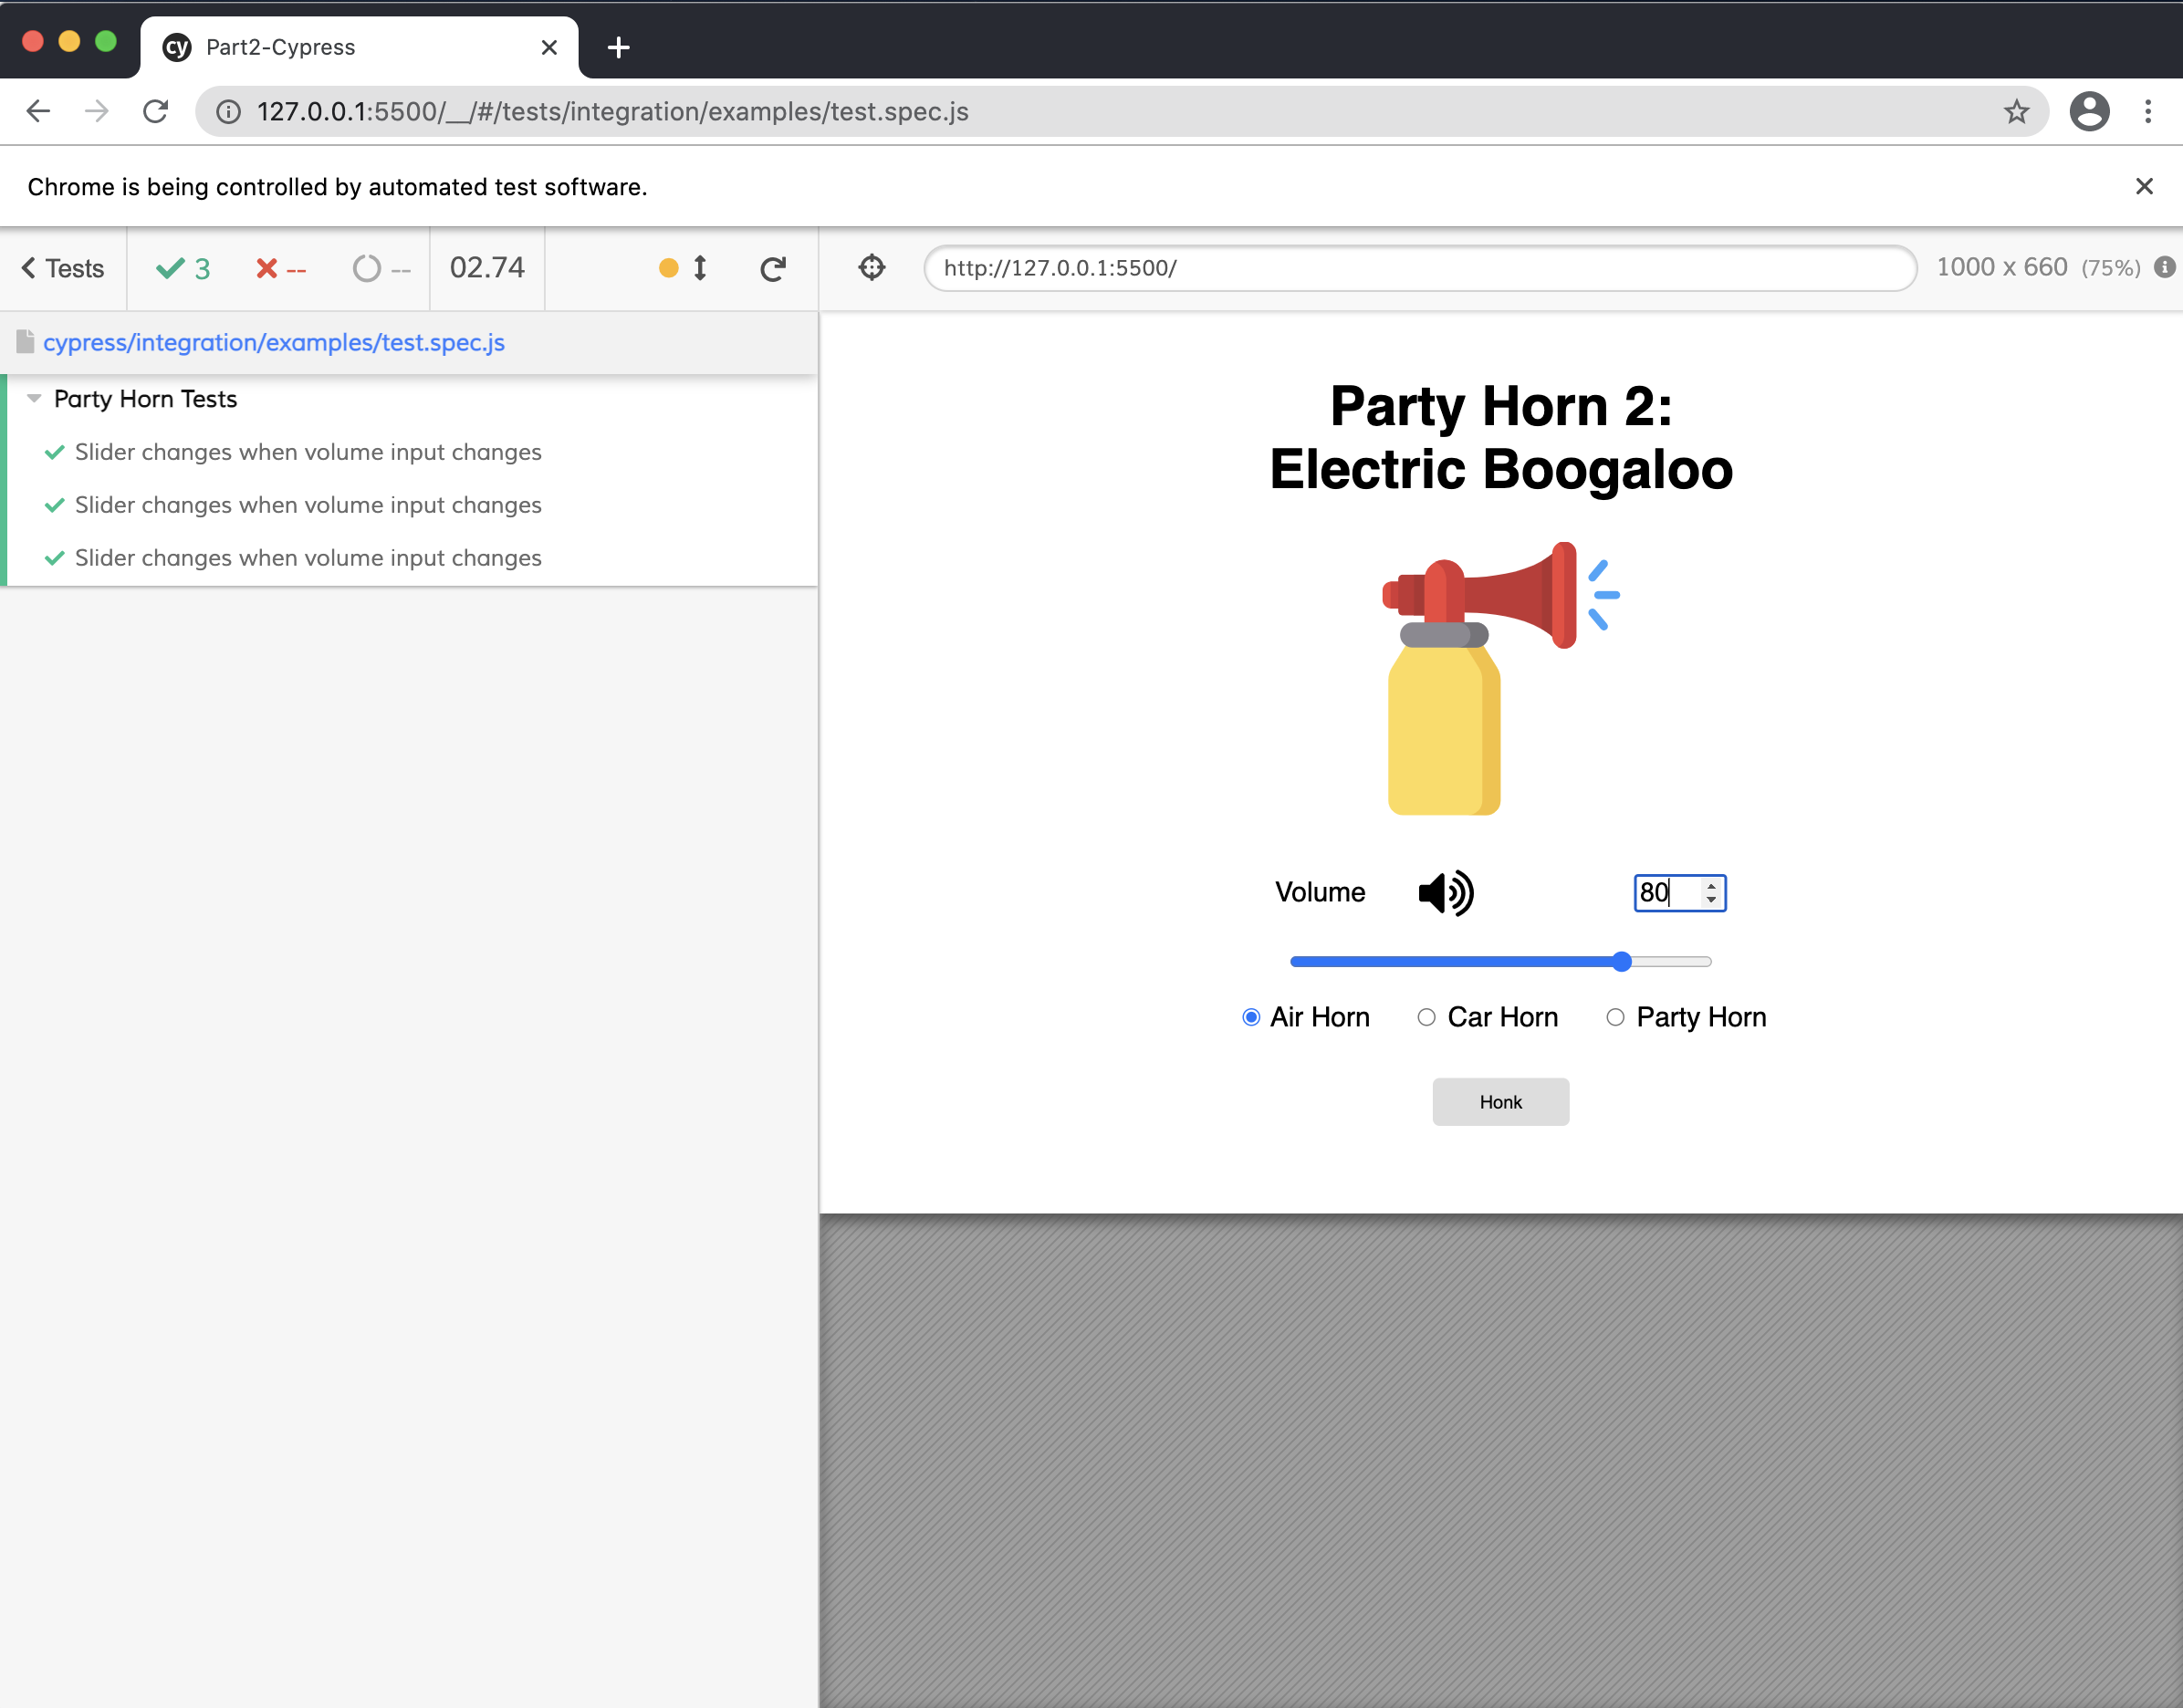 cy Part2-Cypress
127.0.0.1:5500/__/#/tests/integration/examples/test.spec.js
Chrome is being controlled by automated test software.
Tests 3 -- -- 02.74 http://127.0.0.1:5500/ 1000 x 660 (75%)
cypress/integration/examples/test.spec.js
Party Horn Tests
Slider changes when volume input changes
Slider changes when volume input changes
Slider changes when volume input changes
Party Horn 2:
Electric Boogaloo
Volume 80
Air Horn Car Horn Party Horn
Honk